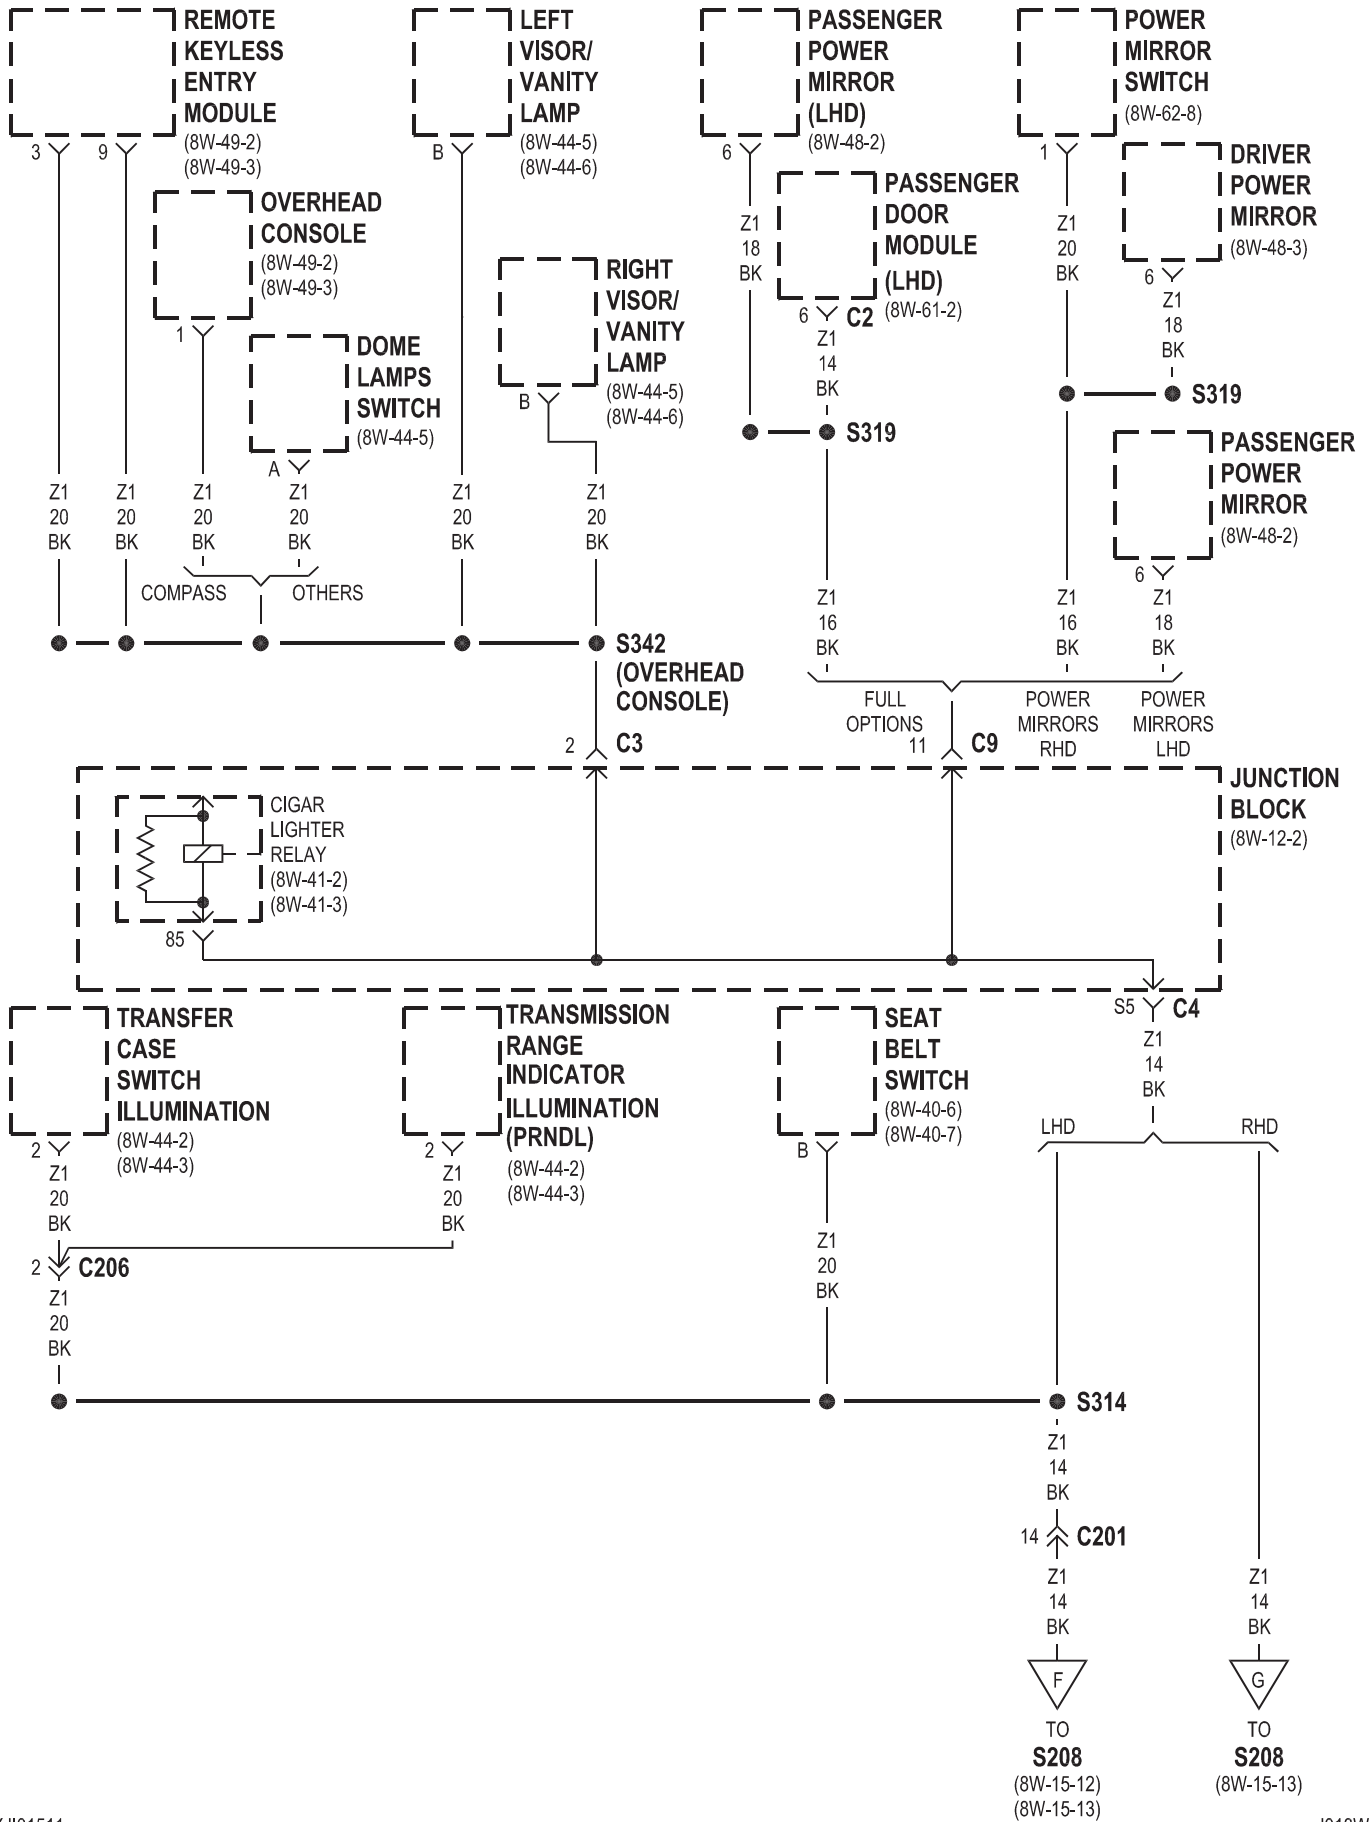 REMOTE
KEYLESS
ENTRY
MODULE
(8W-49-2)
(8W-49-3)
3
9
LEFT
VISOR/
VANITY
LAMP
(8W-44-5)
(8W-44-6)
B
PASSENGER
POWER
MIRROR
(LHD)
(8W-48-2)
6
POWER
MIRROR
SWITCH
(8W-62-8)
1
DRIVER
POWER
MIRROR
(8W-48-3)
6
OVERHEAD
CONSOLE
(8W-49-2)
(8W-49-3)
1
PASSENGER
DOOR
MODULE
(LHD)
(8W-61-2)
6
C2
Z1
18
BK
Z1
20
BK
Z1
18
BK
Z1
14
BK
RIGHT
VISOR/
VANITY
LAMP
(8W-44-5)
(8W-44-6)
B
DOME
LAMPS
SWITCH
(8W-44-5)
A
S319
S319
PASSENGER
POWER
MIRROR
(8W-48-2)
6
Z1
20
BK
Z1
20
BK
Z1
20
BK
Z1
20
BK
Z1
20
BK
Z1
20
BK
COMPASS
OTHERS
Z1
16
BK
Z1
16
BK
Z1
18
BK
S342
(OVERHEAD
CONSOLE)
FULL
OPTIONS
POWER
MIRRORS
RHD
POWER
MIRRORS
LHD
2
C3
11
C9
JUNCTION
BLOCK
(8W-12-2)
CIGAR
LIGHTER
RELAY
(8W-41-2)
(8W-41-3)
85
S5
C4
Z1
14
BK
TRANSFER
CASE
SWITCH
ILLUMINATION
(8W-44-2)
(8W-44-3)
2
Z1
20
BK
TRANSMISSION
RANGE
INDICATOR
ILLUMINATION
(PRNDL)
(8W-44-2)
(8W-44-3)
2
Z1
20
BK
SEAT
BELT
SWITCH
(8W-40-6)
(8W-40-7)
B
LHD
RHD
2
C206
Z1
20
BK
Z1
20
BK
S314
Z1
14
BK
14
C201
Z1
14
BK
Z1
14
BK
F
G
TO
S208
(8W-15-12)
(8W-15-13)
TO
S208
(8W-15-13)